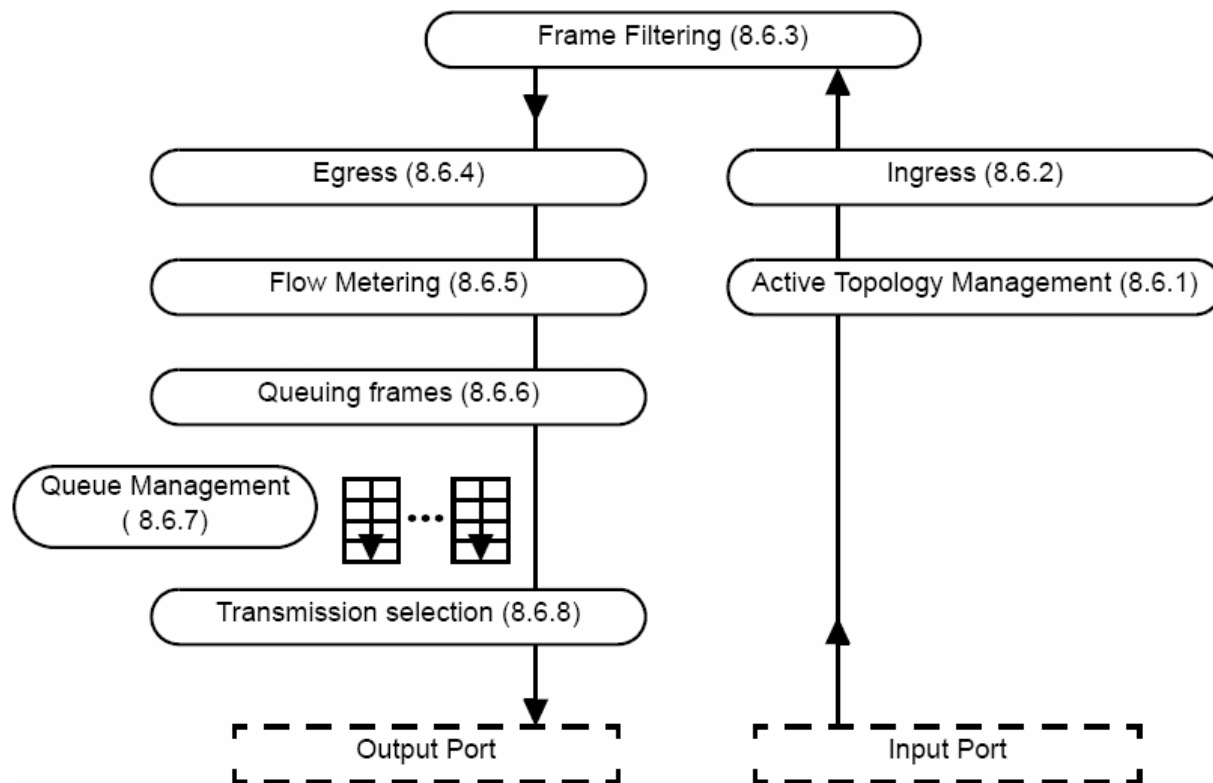 Frame Filtering (8.6.3)
Egress (8.6.4)
Ingress (8.6.2)
Flow Metering (8.6.5)
Active Topology Management (8.6.1)
Queuing frames (8.6.6)
Queue Management
( 8.6.7)
Transmission selection (8.6.8)
Output Port
Input Port